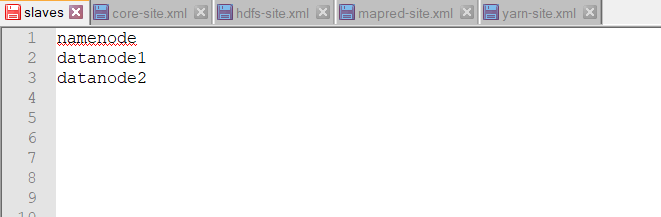 slaves core-site.xml hdfs-site.xml mapred-site.xml yarn-site.xml
1 namenode
2 datanode1
3 datanode2
4
5
6
7
8
9
10